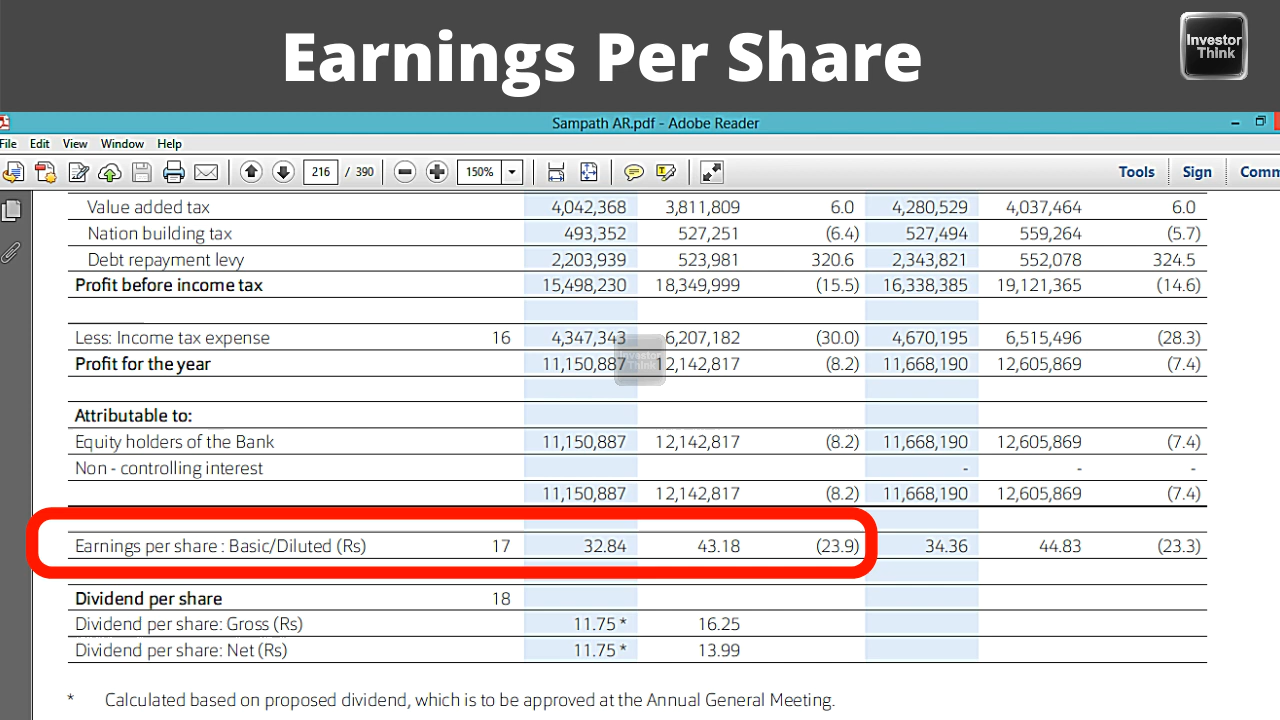 Earnings Per Share
Investor
Think
Sampath AR.pdf - Adobe Reader
File Edit View Window Help
216 / 390 150% Tools Sign Comm
Value added tax 4,042,368 3,811,809 6.0 4,280,529 4,037,464 6.0
Nation building tax 493,352 527,251 (6.4) 527,494 559,264 (5.7)
Debt repayment levy 2,203,939 523,981 320.6 2,343,821 552,078 324.5
Profit before income tax 15,498,230 18,349,999 (15.5) 16,338,385 19,121,365 (14.6)
Less: Income tax expense 16 4,347,343 6,207,182 (30.0) 4,670,195 6,515,496 (28.3)
Investor
Think
Profit for the year 11,150,887 12,142,817 (8.2) 11,668,190 12,605,869 (7.4)
Attributable to:
Equity holders of the Bank 11,150,887 12,142,817 (8.2) 11,668,190 12,605,869 (7.4)
Non - controlling interest - - -
11,150,887 12,142,817 (8.2) 11,668,190 12,605,869 (7.4)
Earnings per share : Basic/Diluted (Rs) 17 32.84 43.18 (23.9) 34.36 44.83 (23.3)
Dividend per share 18
Dividend per share: Gross (Rs) 11.75 * 16.25
Dividend per share: Net (Rs) 11.75 * 13.99
* Calculated based on proposed dividend, which is to be approved at the Annual General Meeting.